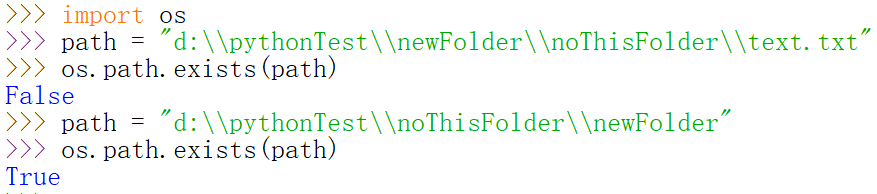 >>> import os
>>> path = "d:\\pythonTest\\newFolder\\noThisFolder\\text.txt"
>>> os.path.exists(path)
False
>>> path = "d:\\pythonTest\\noThisFolder\\newFolder"
>>> os.path.exists(path)
True